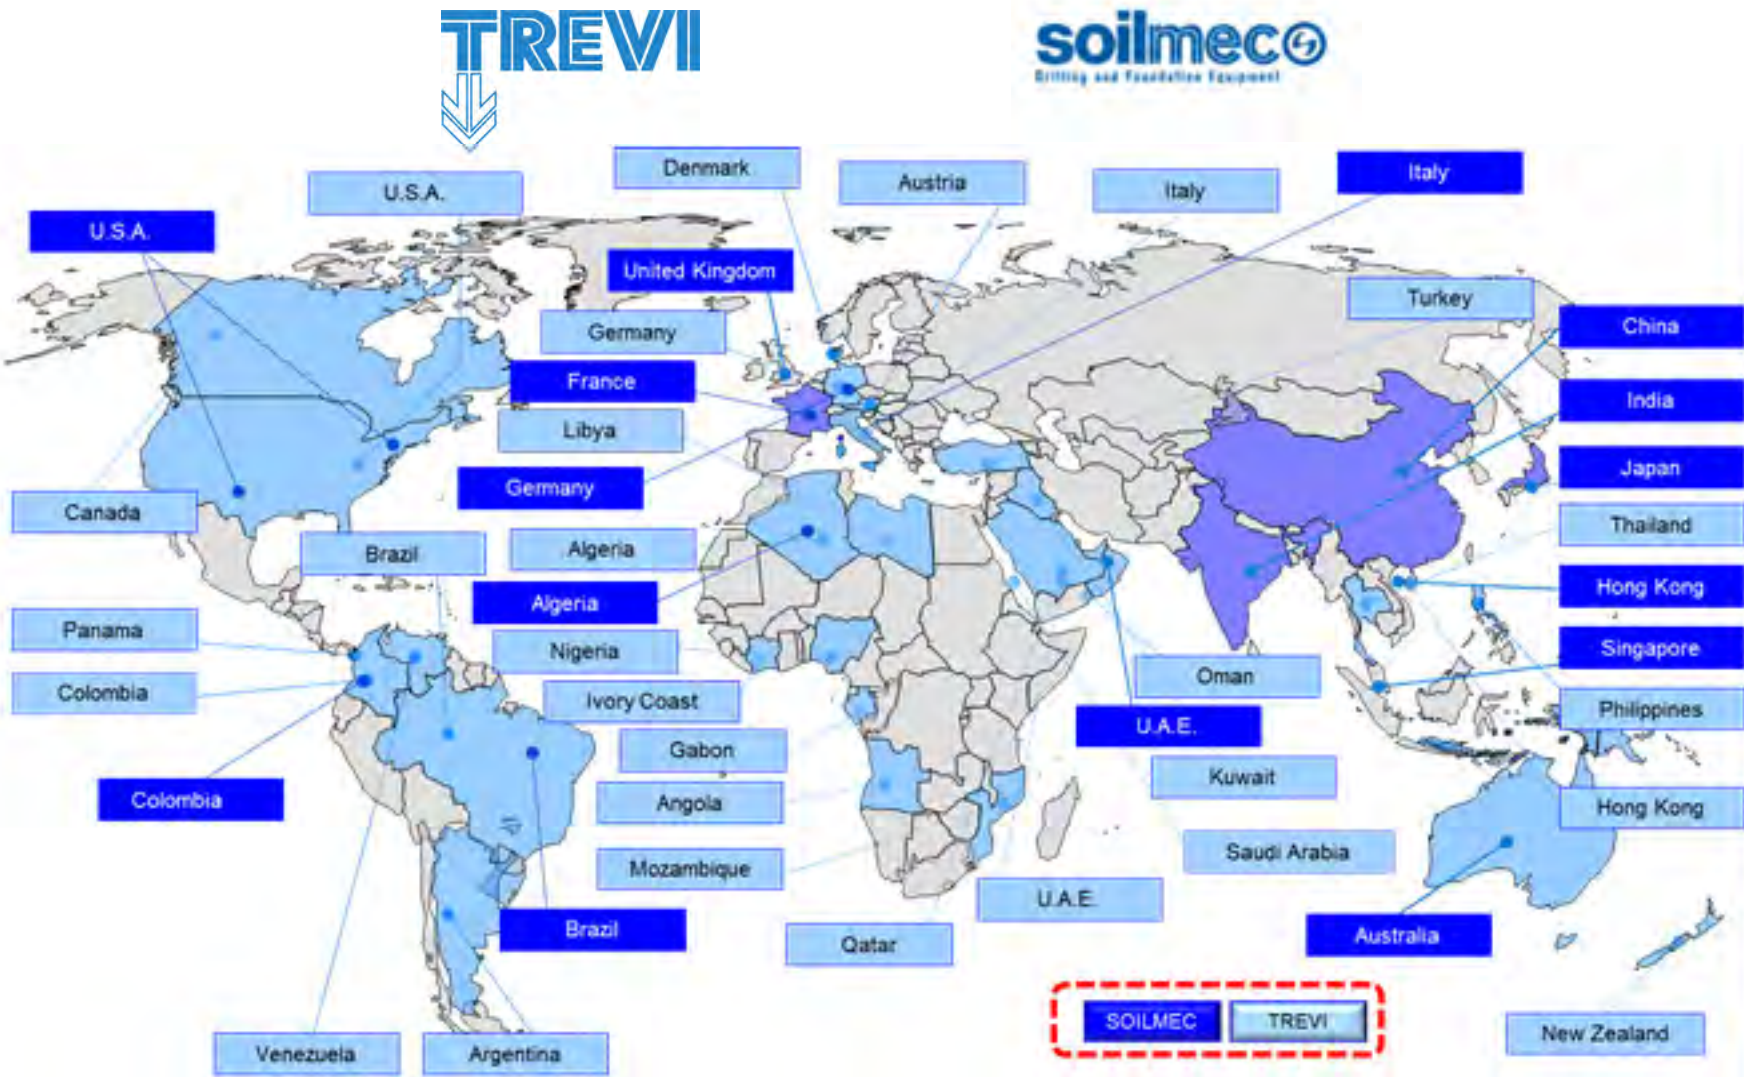 TREVI
soilmec
Drilling and Foundation Equipment
Denmark
Italy
U.S.A.
Austria
Italy
U.S.A.
United Kingdom
Turkey
Germany
China
France
India
Libya
Japan
Germany
Canada
Thailand
Brazil
Algeria
Hong Kong
Algeria
Panama
Nigeria
Singapore
Oman
Colombia
Ivory Coast
Philippines
U.A.E.
Gabon
Kuwait
Colombia
Angola
Hong Kong
Saudi Arabia
Mozambique
U.A.E.
Brazil
Qatar
Australia
SOILMEC
TREVI
New Zealand
Venezuela
Argentina